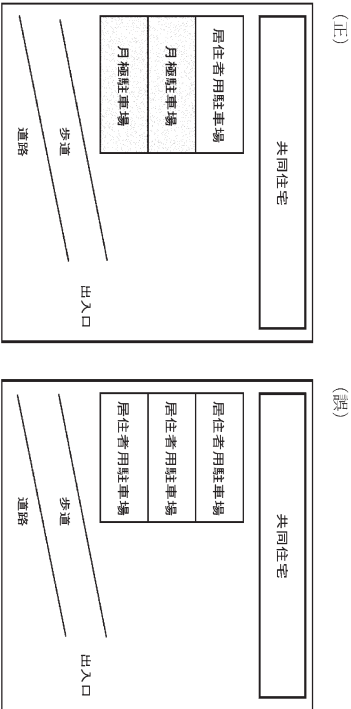 (正)
共同住宅
居住者用駐車場
月極駐車場
月極駐車場
歩道
道路
出入口
(誤)
共同住宅
居住者用駐車場
居住者用駐車場
居住者用駐車場
歩道
道路
出入口